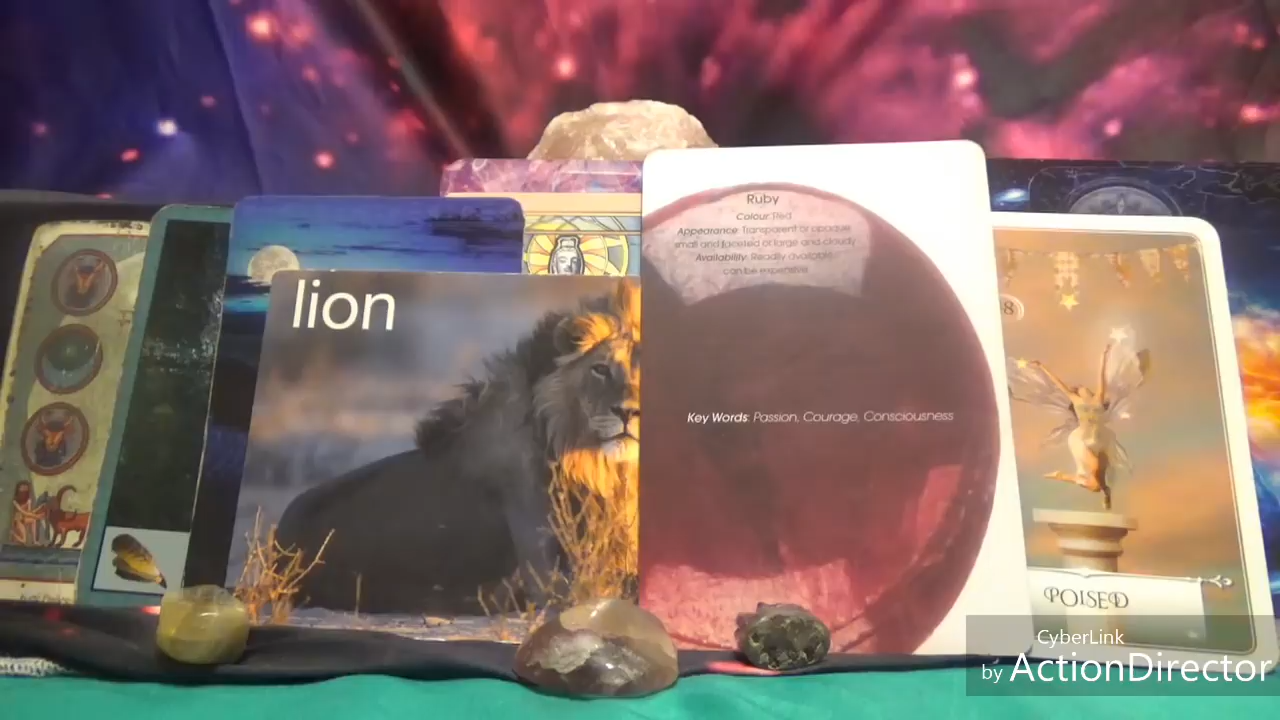 lion
Ruby
Colour: Red
Appearance: Transparent or opaque
small and faceted or large and cloudy
Availability: Readily available
can be expensive
Key Words: Passion, Courage, Consciousness
8
POISED
CyberLink
by ActionDirector